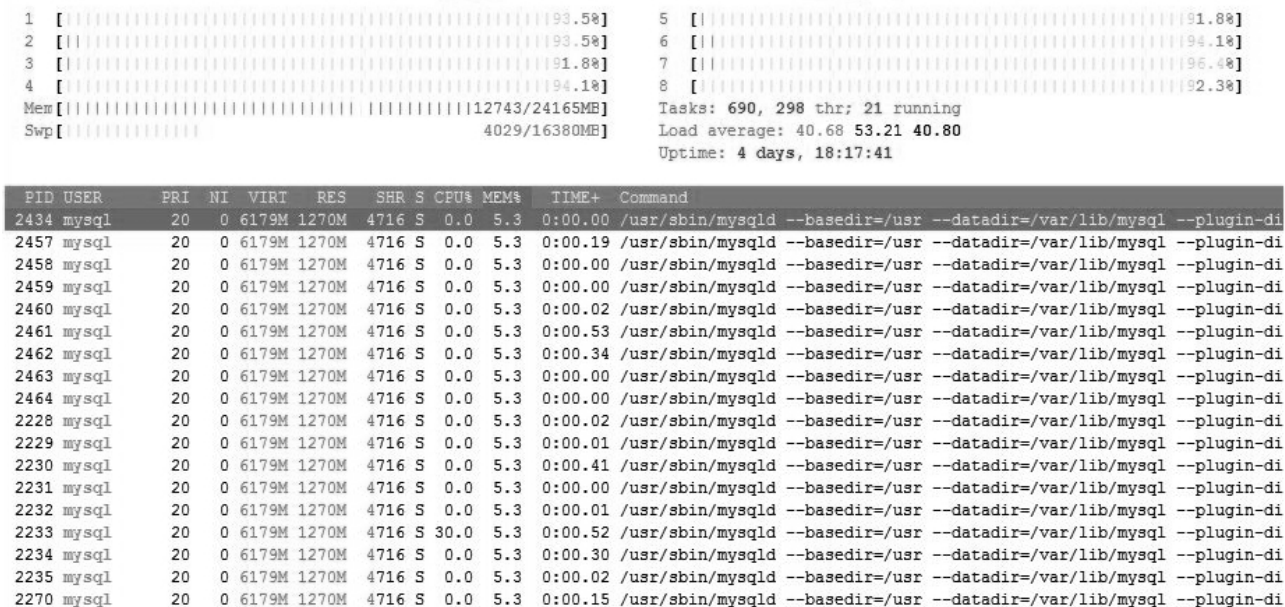 1 [93.5%] 5 [91.8%]
2 [93.5%] 6 [94.1%]
3 [91.8%] 7 [96.4%]
4 [94.1%] 8 [92.3%]
Mem[12743/24165MB] Tasks: 690, 298 thr; 21 running
Swp[4029/16380MB] Load average: 40.68 53.21 40.80
Uptime: 4 days, 18:17:41
PID USER PRI NI VIRT RES SHR S CPU% MEM% TIME+ Command
2434 mysql 20 0 6179M 1270M 4716 S 0.0 5.3 0:00.00 /usr/sbin/mysqld --basedir=/usr --datadir=/var/lib/mysql --plugin-di
2457 mysql 20 0 6179M 1270M 4716 S 0.0 5.3 0:00.19 /usr/sbin/mysqld --basedir=/usr --datadir=/var/lib/mysql --plugin-di
2458 mysql 20 0 6179M 1270M 4716 S 0.0 5.3 0:00.00 /usr/sbin/mysqld --basedir=/usr --datadir=/var/lib/mysql --plugin-di
2459 mysql 20 0 6179M 1270M 4716 S 0.0 5.3 0:00.00 /usr/sbin/mysqld --basedir=/usr --datadir=/var/lib/mysql --plugin-di
2460 mysql 20 0 6179M 1270M 4716 S 0.0 5.3 0:00.02 /usr/sbin/mysqld --basedir=/usr --datadir=/var/lib/mysql --plugin-di
2461 mysql 20 0 6179M 1270M 4716 S 0.0 5.3 0:00.53 /usr/sbin/mysqld --basedir=/usr --datadir=/var/lib/mysql --plugin-di
2462 mysql 20 0 6179M 1270M 4716 S 0.0 5.3 0:00.34 /usr/sbin/mysqld --basedir=/usr --datadir=/var/lib/mysql --plugin-di
2463 mysql 20 0 6179M 1270M 4716 S 0.0 5.3 0:00.00 /usr/sbin/mysqld --basedir=/usr --datadir=/var/lib/mysql --plugin-di
2464 mysql 20 0 6179M 1270M 4716 S 0.0 5.3 0:00.00 /usr/sbin/mysqld --basedir=/usr --datadir=/var/lib/mysql --plugin-di
2228 mysql 20 0 6179M 1270M 4716 S 0.0 5.3 0:00.02 /usr/sbin/mysqld --basedir=/usr --datadir=/var/lib/mysql --plugin-di
2229 mysql 20 0 6179M 1270M 4716 S 0.0 5.3 0:00.01 /usr/sbin/mysqld --basedir=/usr --datadir=/var/lib/mysql --plugin-di
2230 mysql 20 0 6179M 1270M 4716 S 0.0 5.3 0:00.41 /usr/sbin/mysqld --basedir=/usr --datadir=/var/lib/mysql --plugin-di
2231 mysql 20 0 6179M 1270M 4716 S 0.0 5.3 0:00.00 /usr/sbin/mysqld --basedir=/usr --datadir=/var/lib/mysql --plugin-di
2232 mysql 20 0 6179M 1270M 4716 S 0.0 5.3 0:00.01 /usr/sbin/mysqld --basedir=/usr --datadir=/var/lib/mysql --plugin-di
2233 mysql 20 0 6179M 1270M 4716 S 30.0 5.3 0:00.52 /usr/sbin/mysqld --basedir=/usr --datadir=/var/lib/mysql --plugin-di
2234 mysql 20 0 6179M 1270M 4716 S 0.0 5.3 0:00.30 /usr/sbin/mysqld --basedir=/usr --datadir=/var/lib/mysql --plugin-di
2235 mysql 20 0 6179M 1270M 4716 S 0.0 5.3 0:00.02 /usr/sbin/mysqld --basedir=/usr --datadir=/var/lib/mysql --plugin-di
2270 mysql 20 0 6179M 1270M 4716 S 0.0 5.3 0:00.15 /usr/sbin/mysqld --basedir=/usr --datadir=/var/lib/mysql --plugin-di